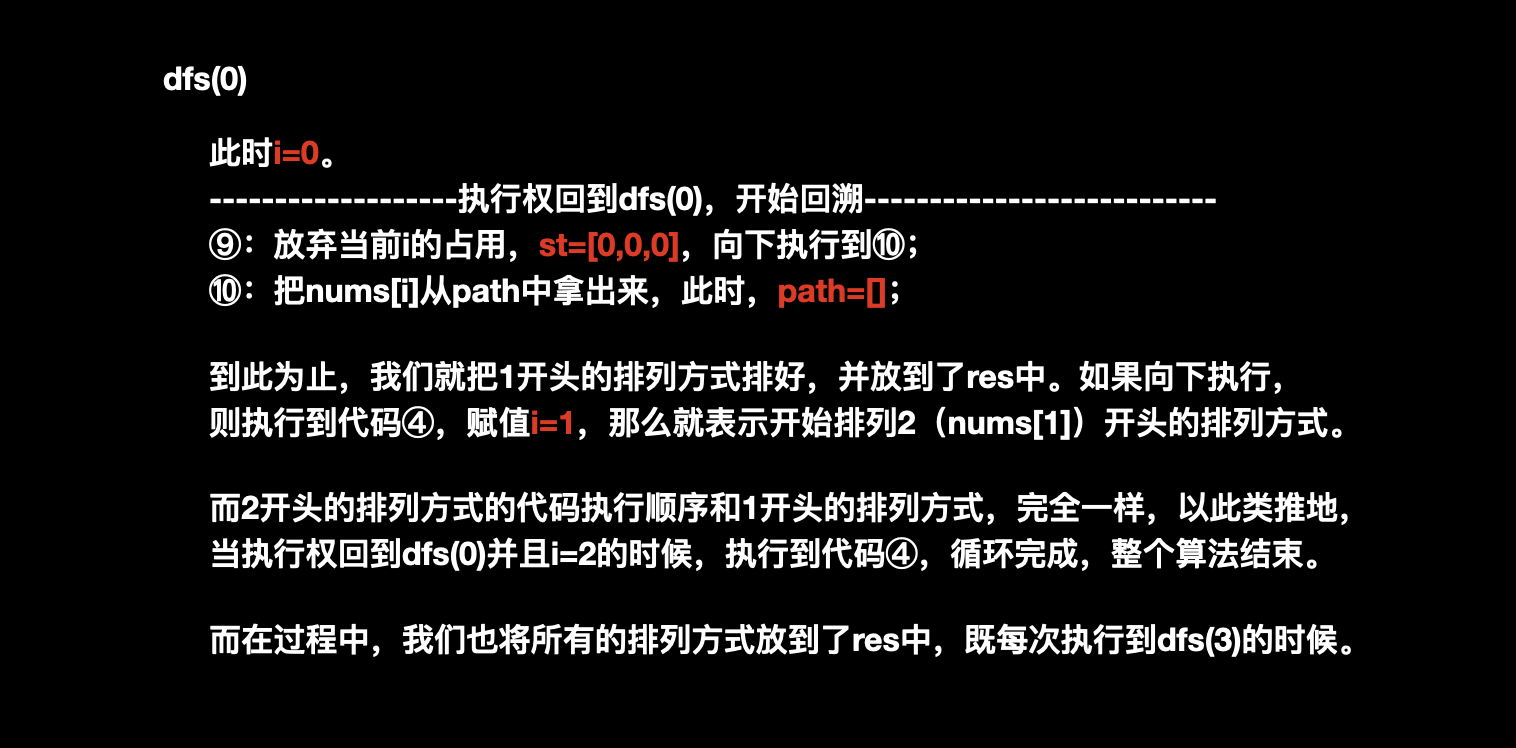 dfs(0)
此时i=0。
-------------------执行权回到dfs(0)，开始回溯---------------------------
⑨：放弃当前i的占用，st=[0,0,0]，向下执行到⑩；
⑩：把nums[i]从path中拿出来，此时，path=[]；
到此为止，我们就把1开头的排列方式排好，并放到了res中。如果向下执行，
则执行到代码④，赋值i=1，那么就表示开始排列2（nums[1]）开头的排列方式。
而2开头的排列方式的代码执行顺序和1开头的排列方式，完全一样，以此类推地，
当执行权回到dfs(0)并且i=2的时候，执行到代码④，循环完成，整个算法结束。
而在过程中，我们也将所有的排列方式放到了res中，既每次执行到dfs(3)的时候。